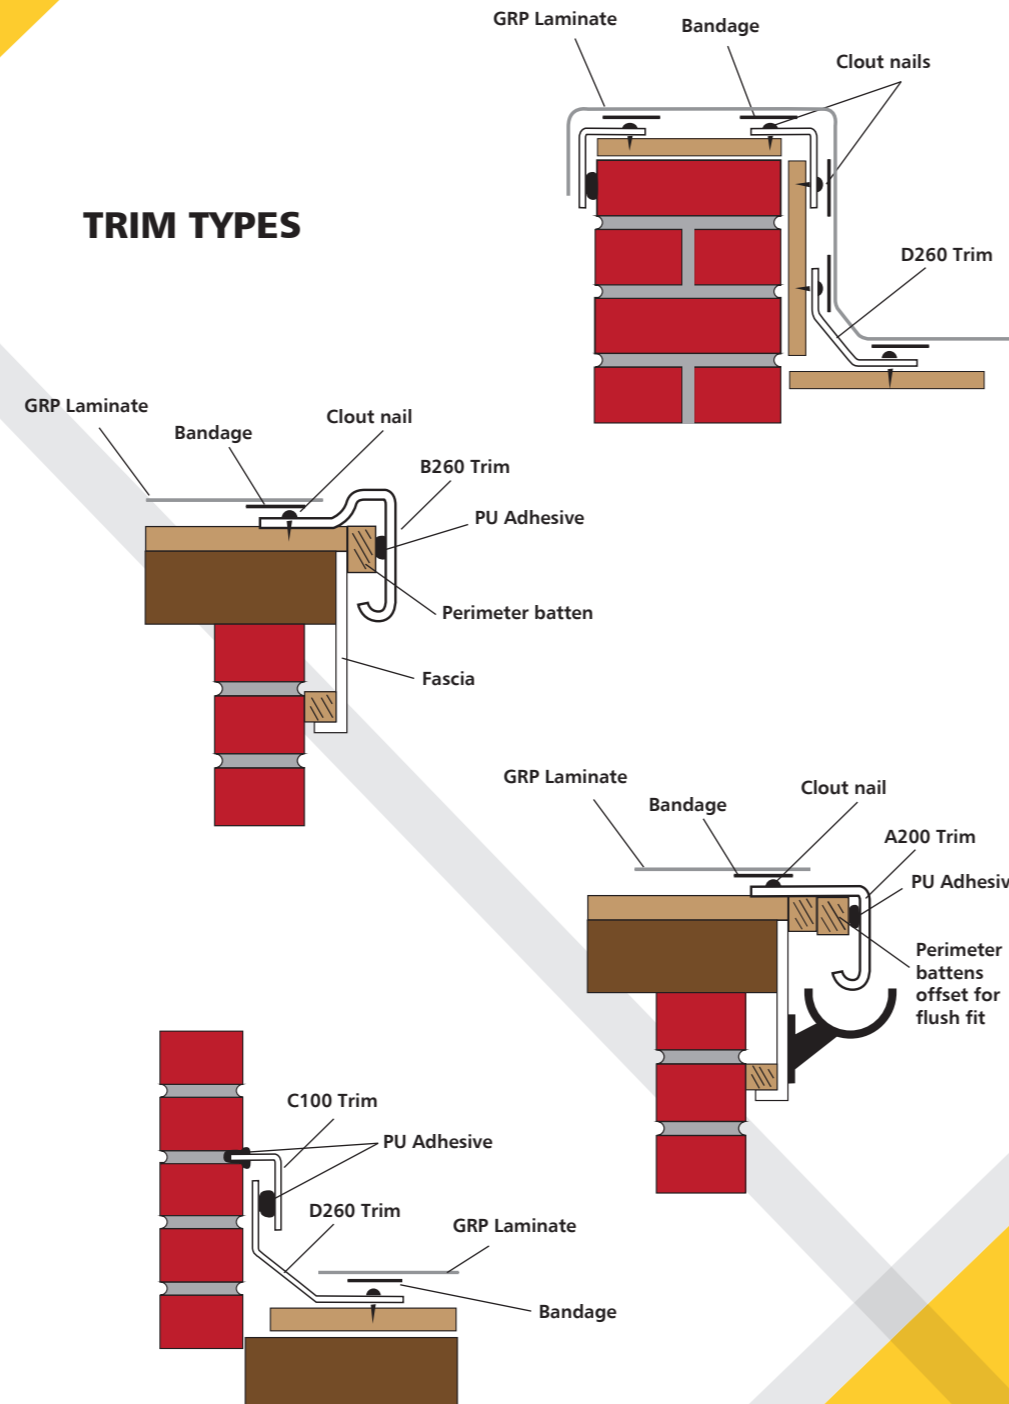 GRP Laminate
Bandage
Clout nails
TRIM TYPES
D260 Trim
GRP Laminate
Bandage
Clout nail
B260 Trim
PU Adhesive
Perimeter batten
Fascia
GRP Laminate
Bandage
Clout nail
A200 Trim
PU Adhesiv
Perimeter
battens
offset for
flush fit
C100 Trim
PU Adhesive
D260 Trim
GRP Laminate
Bandage